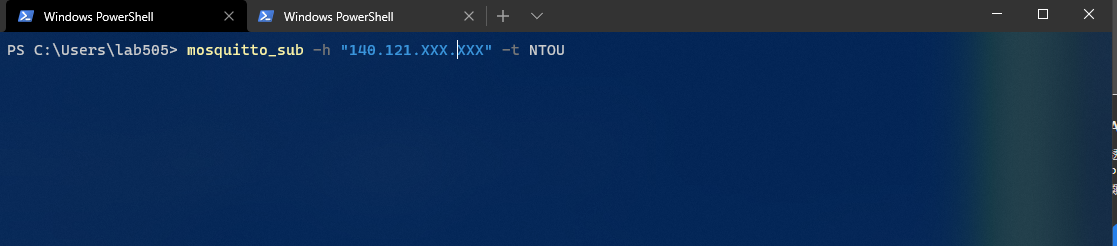 Windows PowerShell
Windows PowerShell
PS C:\Users\lab505> mosquitto_sub -h "140.121.XXX.XXX" -t NTOU